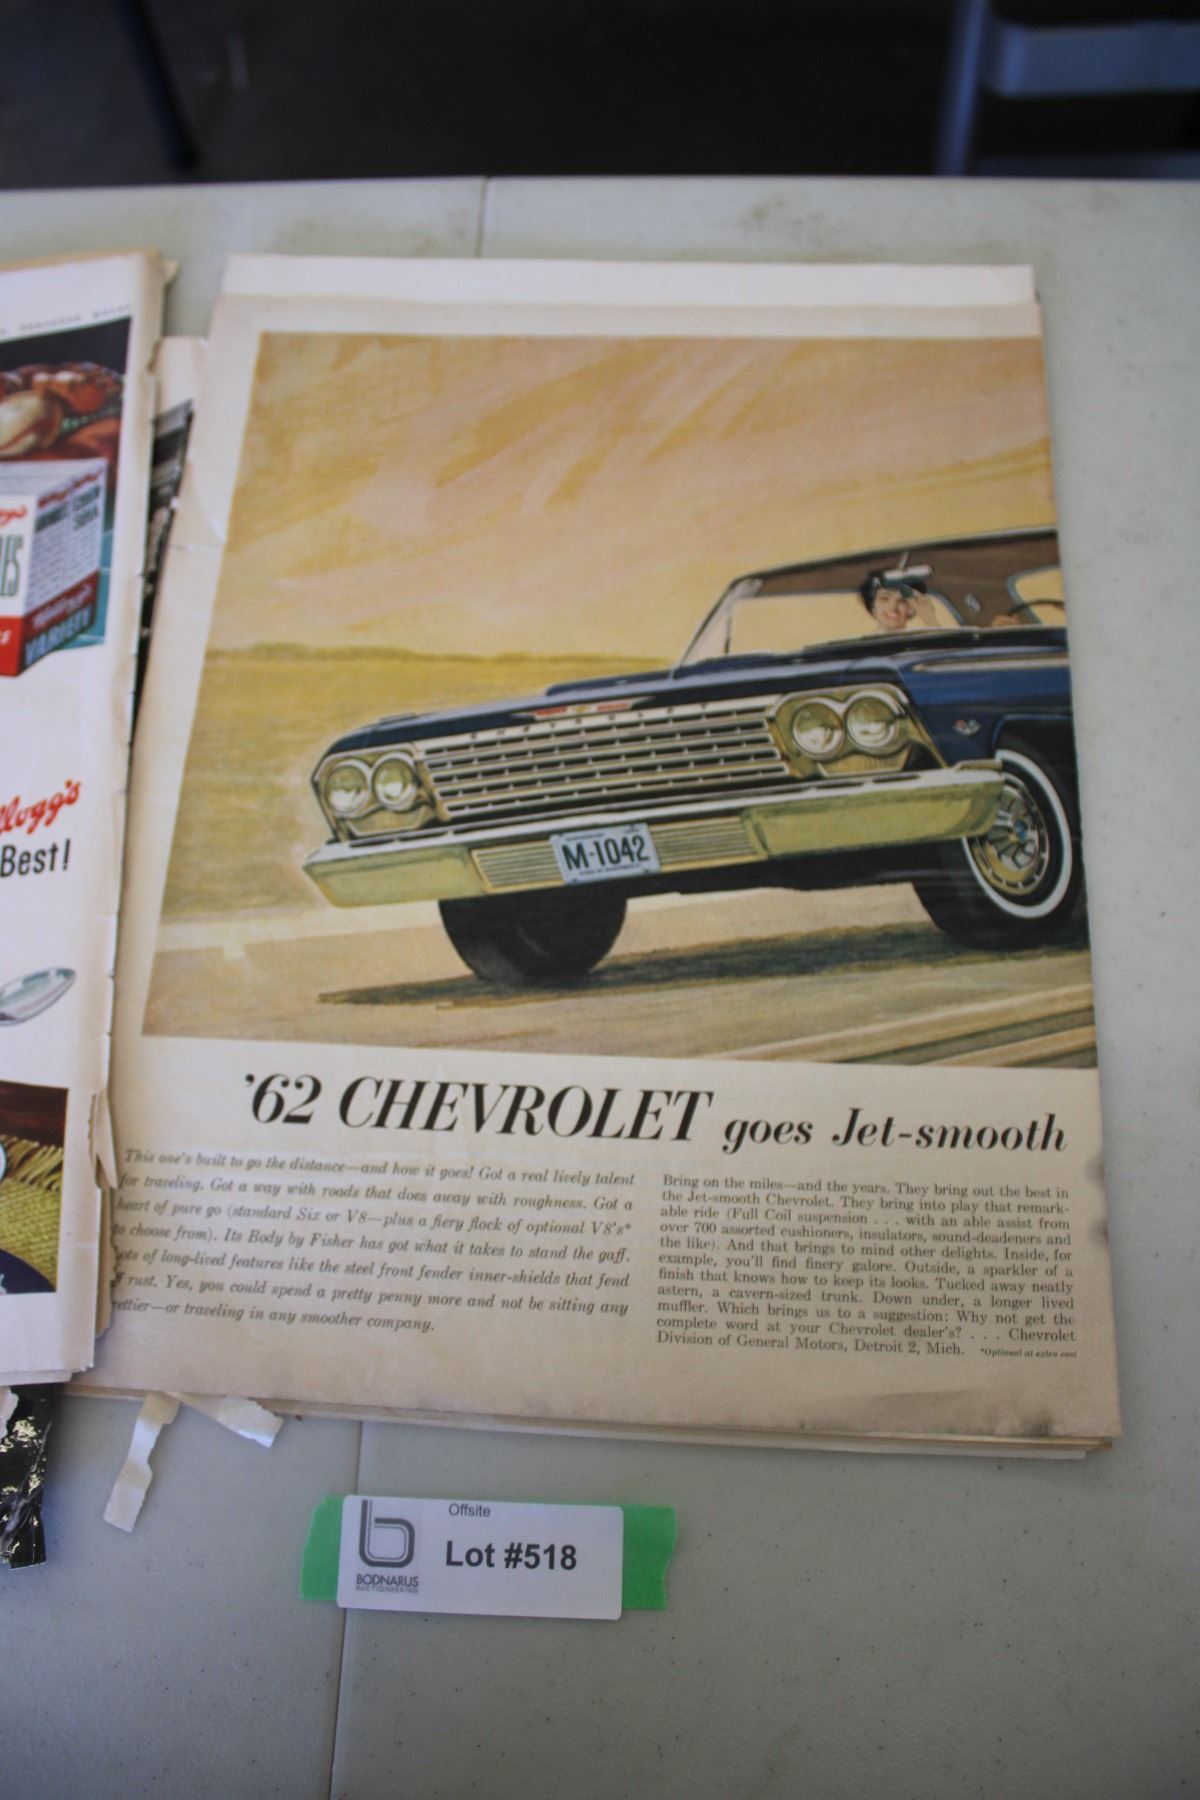 Kellogg's
VARIETY
Best!
CHEVROLET
M-1042
'62 CHEVROLET goes Jet-smooth
This one's built to go the distance—and how it goes! Got a real lively talent
for traveling. Got a way with roads that does away with roughness. Got a
heart of pure go (standard Six or V8—plus a fiery flock of optional V8's*
to choose from). Its Body by Fisher has got what it takes to stand the gaff.
ots of long-lived features like the steel front fender inner-shields that fend
ff rust. Yes, you could spend a pretty penny more and not be sitting any
rettier—or traveling in any smoother company.
Bring on the miles—and the years. They bring out the best in
the Jet-smooth Chevrolet. They bring into play that remark-
able ride (Full Coil suspension . . . with an able assist from
over 700 assorted cushioners, insulators, sound-deadeners and
the like). And that brings to mind other delights. Inside, for
example, you'll find finery galore. Outside, a sparkler of a
finish that knows how to keep its looks. Tucked away neatly
astern, a cavern-sized trunk. Down under, a longer lived
muffler. Which brings us to a suggestion: Why not get the
complete word at your Chevrolet dealer's? . . . Chevrolet
Division of General Motors, Detroit 2, Mich. *Optional at extra cost
Offsite
Lot #518
BODNARUS
AUCTIONEERING